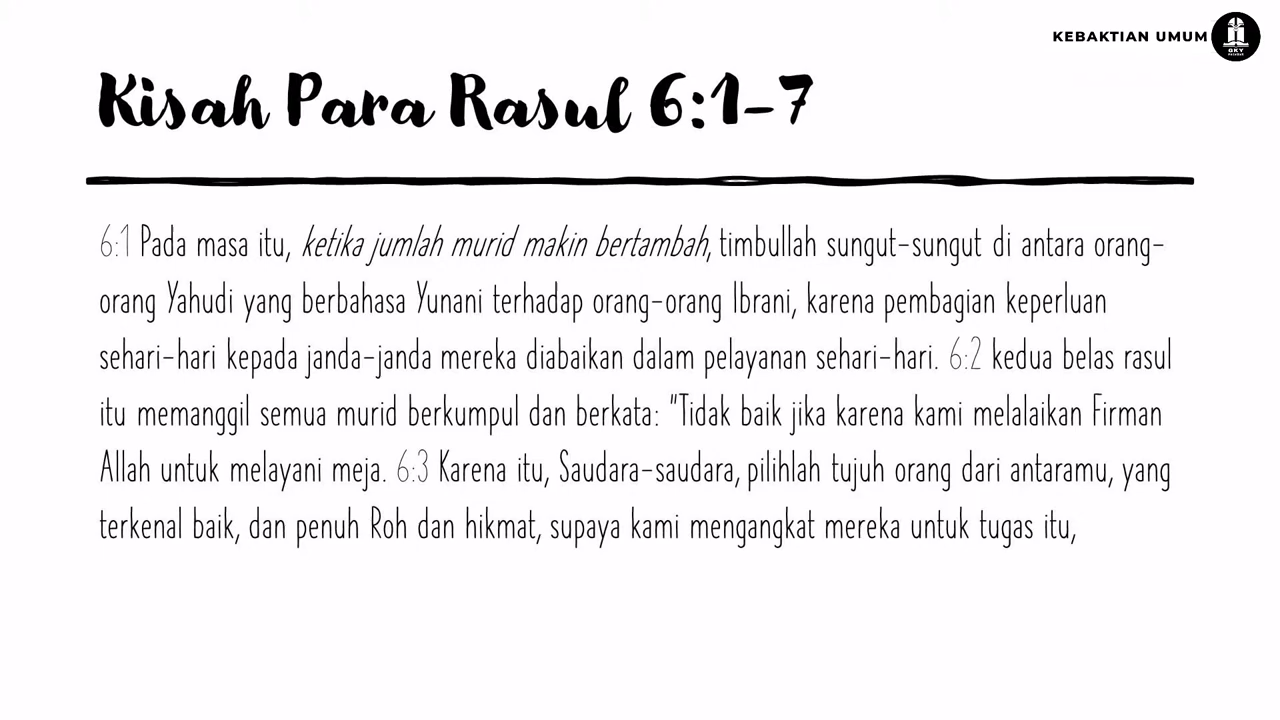 KEBAKTIAN UMUM
GKY
Kisah Para Rasul 6:1-7
6:1 Pada masa itu, ketika jumlah murid makin bertambah, timbullah sungut-sungut di antara orang-
orang Yahudi yang berbahasa Yunani terhadap orang-orang Ibrani, karena pembagian keperluan
sehari-hari kepada janda-janda mereka diabaikan dalam pelayanan sehari-hari. 6:2 kedua belas rasul
itu memanggil semua murid berkumpul dan berkata: "Tidak baik jika karena kami melalaikan Firman
Allah untuk melayani meja. 6:3 Karena itu, Saudara-saudara, pilihlah tujuh orang dari antaramu, yang
terkenal baik, dan penuh Roh dan hikmat, supaya kami mengangkat mereka untuk tugas itu,